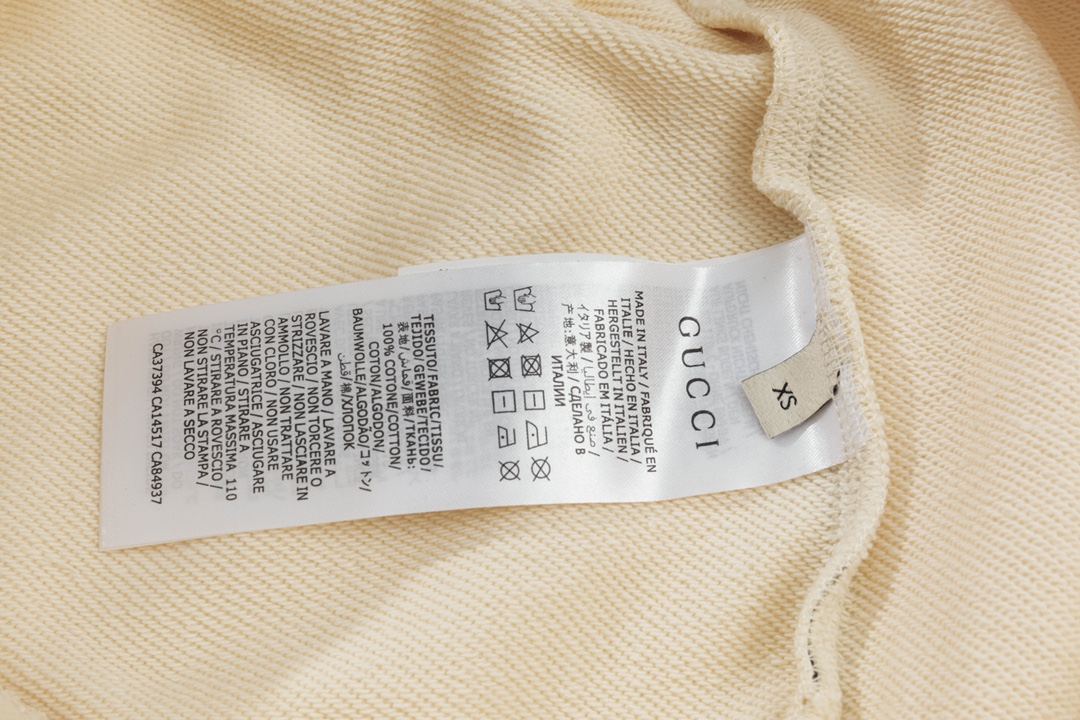 GUCCI
XS
MADE IN ITALY / FABRIQUÉ EN
ITALIE / HECHO EN ITALIA /
HERGESTELLT IN ITALIEN /
FABRICADO EM ITÁLIA /
イタリア製 / صنع في إيطاليا /
产地:意大利 / СДЕЛАНО В
ИТАЛИИ
TESSUTO/FABRIC/TISSU/
TEJIDO/ GEWEBE/TECIDO/
表地/ قماش/面料/ТКАНЬ:
100% COTONE/COTTON/
COTON/ALGODON/
BAUMWOLLE/ALGODÃO/コットン/
قطن/棉/ХЛОПОК
LAVARE A MANO / LAVARE A
ROVESCIO / NON TORCERE O
STRIZZARE / NON LASCIARE IN
AMMOLLO / NON TRATTARE
CON CLORO / NON USARE
ASCIUGATRICE / ASCIUGARE
IN PIANO / STIRARE A
TEMPERATURA MASSIMA 110
°C / STIRARE A ROVESCIO /
NON STIRARE LA STAMPA /
NON LAVARE A SECCO
CA37394 CA14517 CA84937